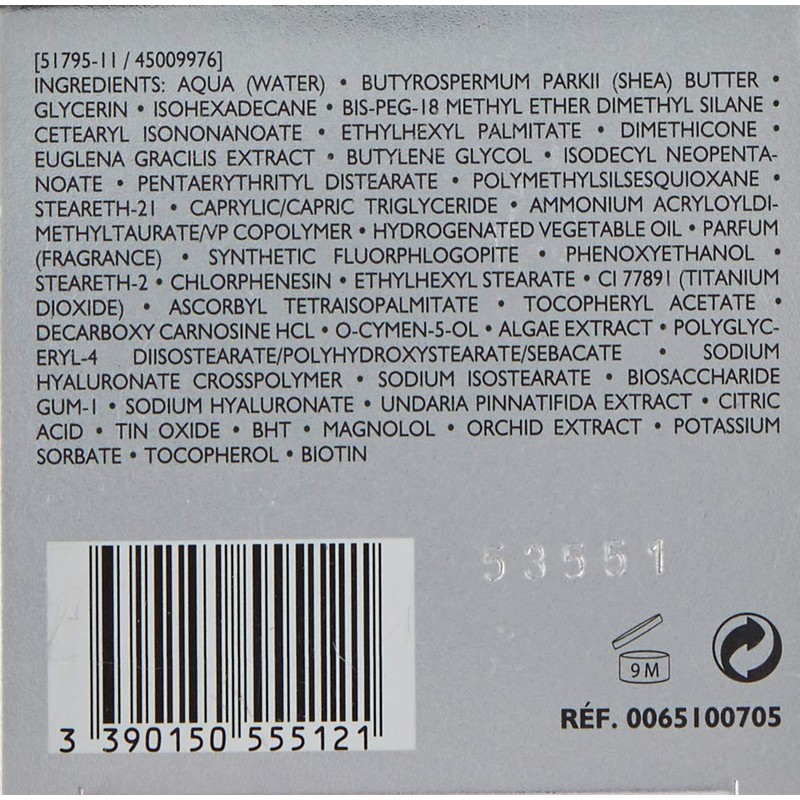 [51795-11 / 45009976]
INGREDIENTS: AQUA (WATER) • BUTYROSPERMUM PARKII (SHEA) BUTTER •
GLYCERIN • ISOHEXADECANE • BIS-PEG-18 METHYL ETHER DIMETHYL SILANE •
CETEARYL ISONONANOATE • ETHYLHEXYL PALMITATE • DIMETHICONE •
EUGLENA GRACILIS EXTRACT • BUTYLENE GLYCOL • ISODECYL NEOPENTA-
NOATE • PENTAERYTHRITYL DISTEARATE • POLYMETHYLSILSESQUIOXANE •
STEARETH-21 • CAPRYLIC/CAPRIC TRIGLYCERIDE • AMMONIUM ACRYLOYLDI-
METHYLTAURATE/VP COPOLYMER • HYDROGENATED VEGETABLE OIL • PARFUM
(FRAGRANCE) • SYNTHETIC FLUORPHLOGOPITE • PHENOXYETHANOL •
STEARETH-2 • CHLORPHENESIN • ETHYLHEXYL STEARATE • CI 77891 (TITANIUM
DIOXIDE) • ASCORBYL TETRAISOPALMITATE • TOCOPHERYL ACETATE •
DECARBOXY CARNOSINE HCL • O-CYMEN-5-OL • ALGAE EXTRACT • POLYGLYC-
ERYL-4 DIISOSTEARATE/POLYHYDROXYSTEARATE/SEBACATE • SODIUM
HYALURONATE CROSSPOLYMER • SODIUM ISOSTEARATE • BIOSACCHARIDE
GUM-1 • SODIUM HYALURONATE • UNDARIA PINNATIFIDA EXTRACT • CITRIC
ACID • TIN OXIDE • BHT • MAGNOLOL • ORCHID EXTRACT • POTASSIUM
SORBATE • TOCOPHEROL • BIOTIN
53551
9 M
RÉF. 0065100705
3 390150 555121